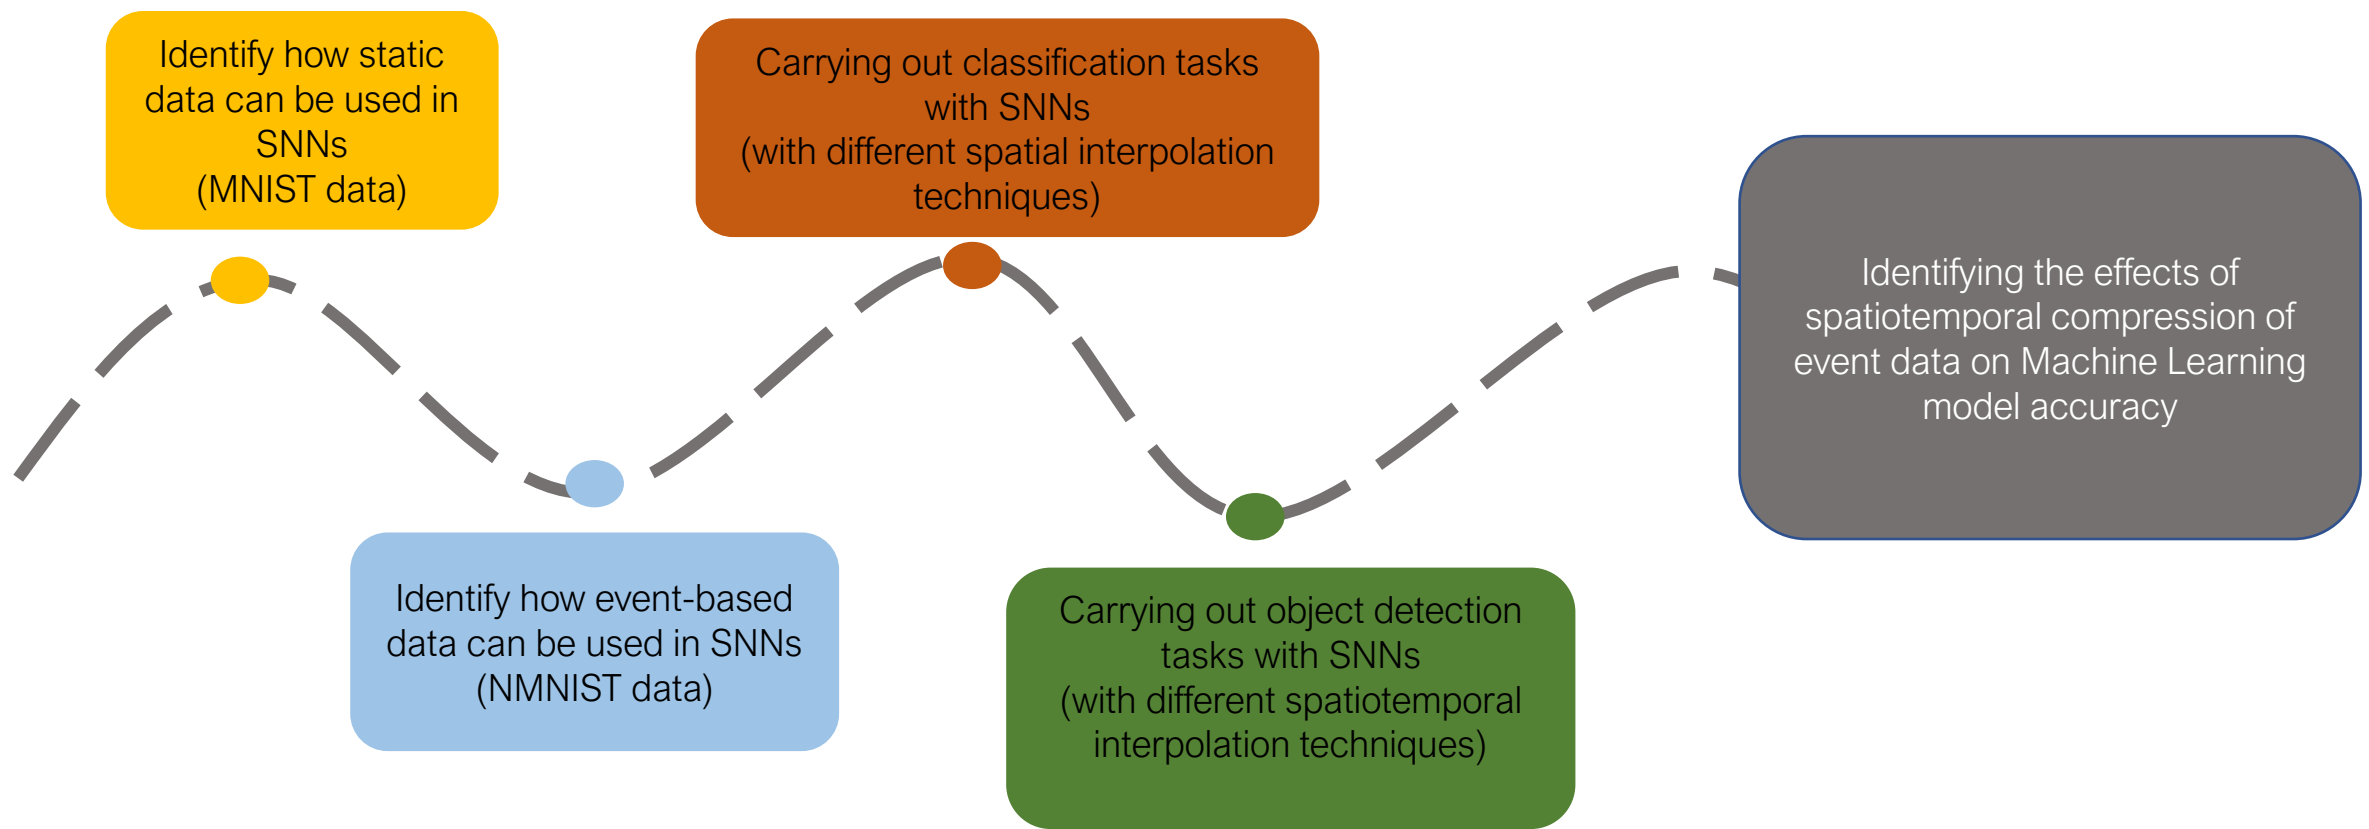 Identify how static
data can be used in
SNNs
(MNIST data)
Identify how event-based
data can be used in SNNs
(NMNIST data)
Carrying out classification tasks
with SNNs
(with different spatial interpolation
techniques)
Carrying out object detection
tasks with SNNs
(with different spatiotemporal
interpolation techniques)
Identifying the effects of
spatiotemporal compression of
event data on Machine Learning
model accuracy